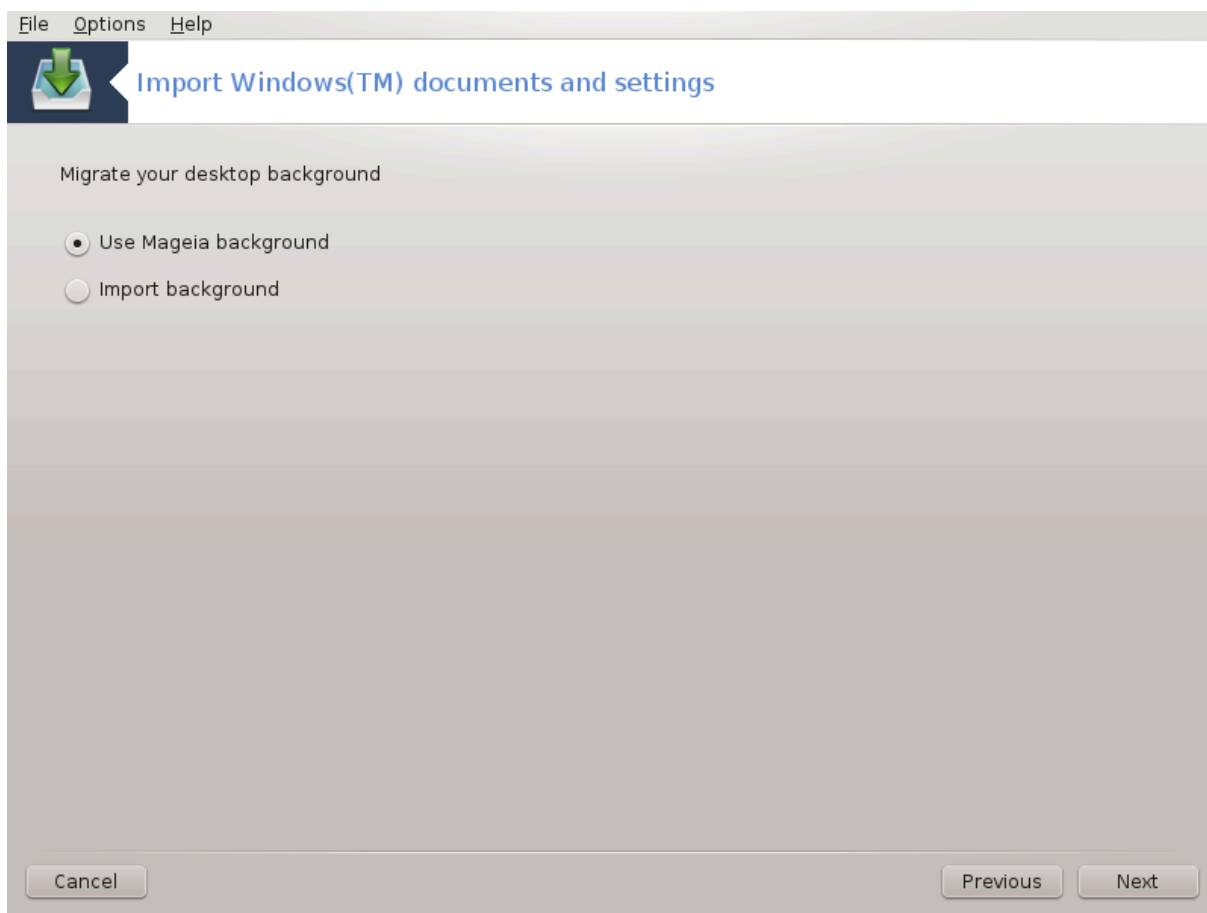 File Options Help
Import Windows(TM) documents and settings
Migrate your desktop background
Use Mageia background
Import background
Cancel Previous Next